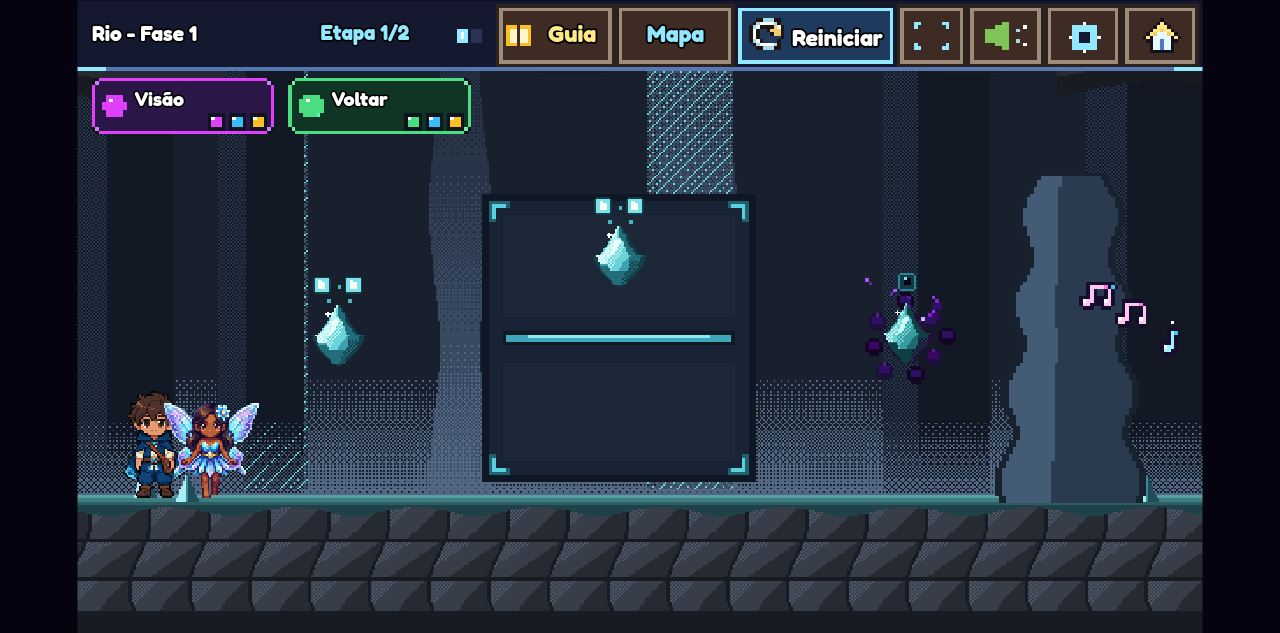 Rio - Fase 1
Etapa 1/2
Guia
Mapa
Reiniciar
Visão
Voltar